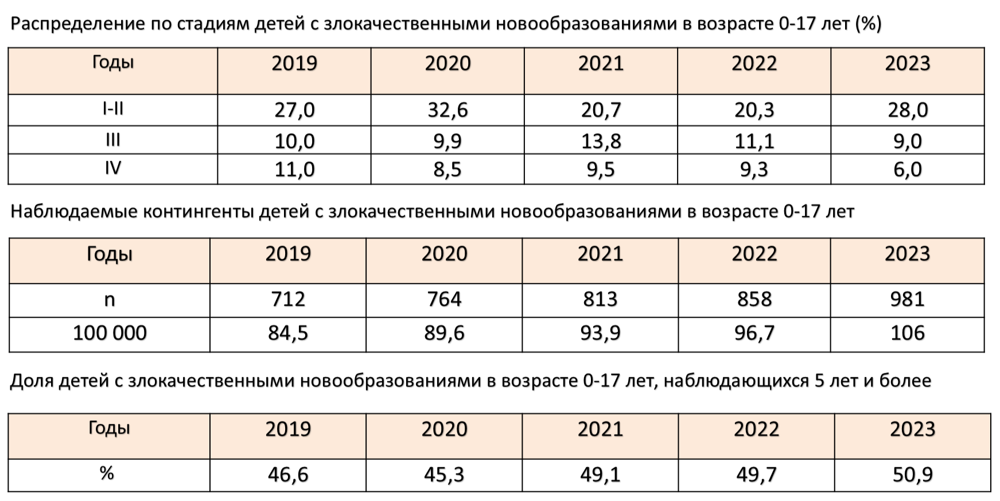 Распределение по стадиям детей с злокачественными новообразованиями в возрасте 0-17 лет (%)
Годы 2019 2020 2021 2022 2023
I-II 27,0 32,6 20,7 20,3 28,0
III 10,0 9,9 13,8 11,1 9,0
IV 11,0 8,5 9,5 9,3 6,0
Наблюдаемые контингенты детей с злокачественными новообразованиями в возрасте 0-17 лет
Годы 2019 2020 2021 2022 2023
n 712 764 813 858 981
100 000 84,5 89,6 93,9 96,7 106
Доля детей с злокачественными новообразованиями в возрасте 0-17 лет, наблюдающихся 5 лет и более
Годы 2019 2020 2021 2022 2023
% 46,6 45,3 49,1 49,7 50,9